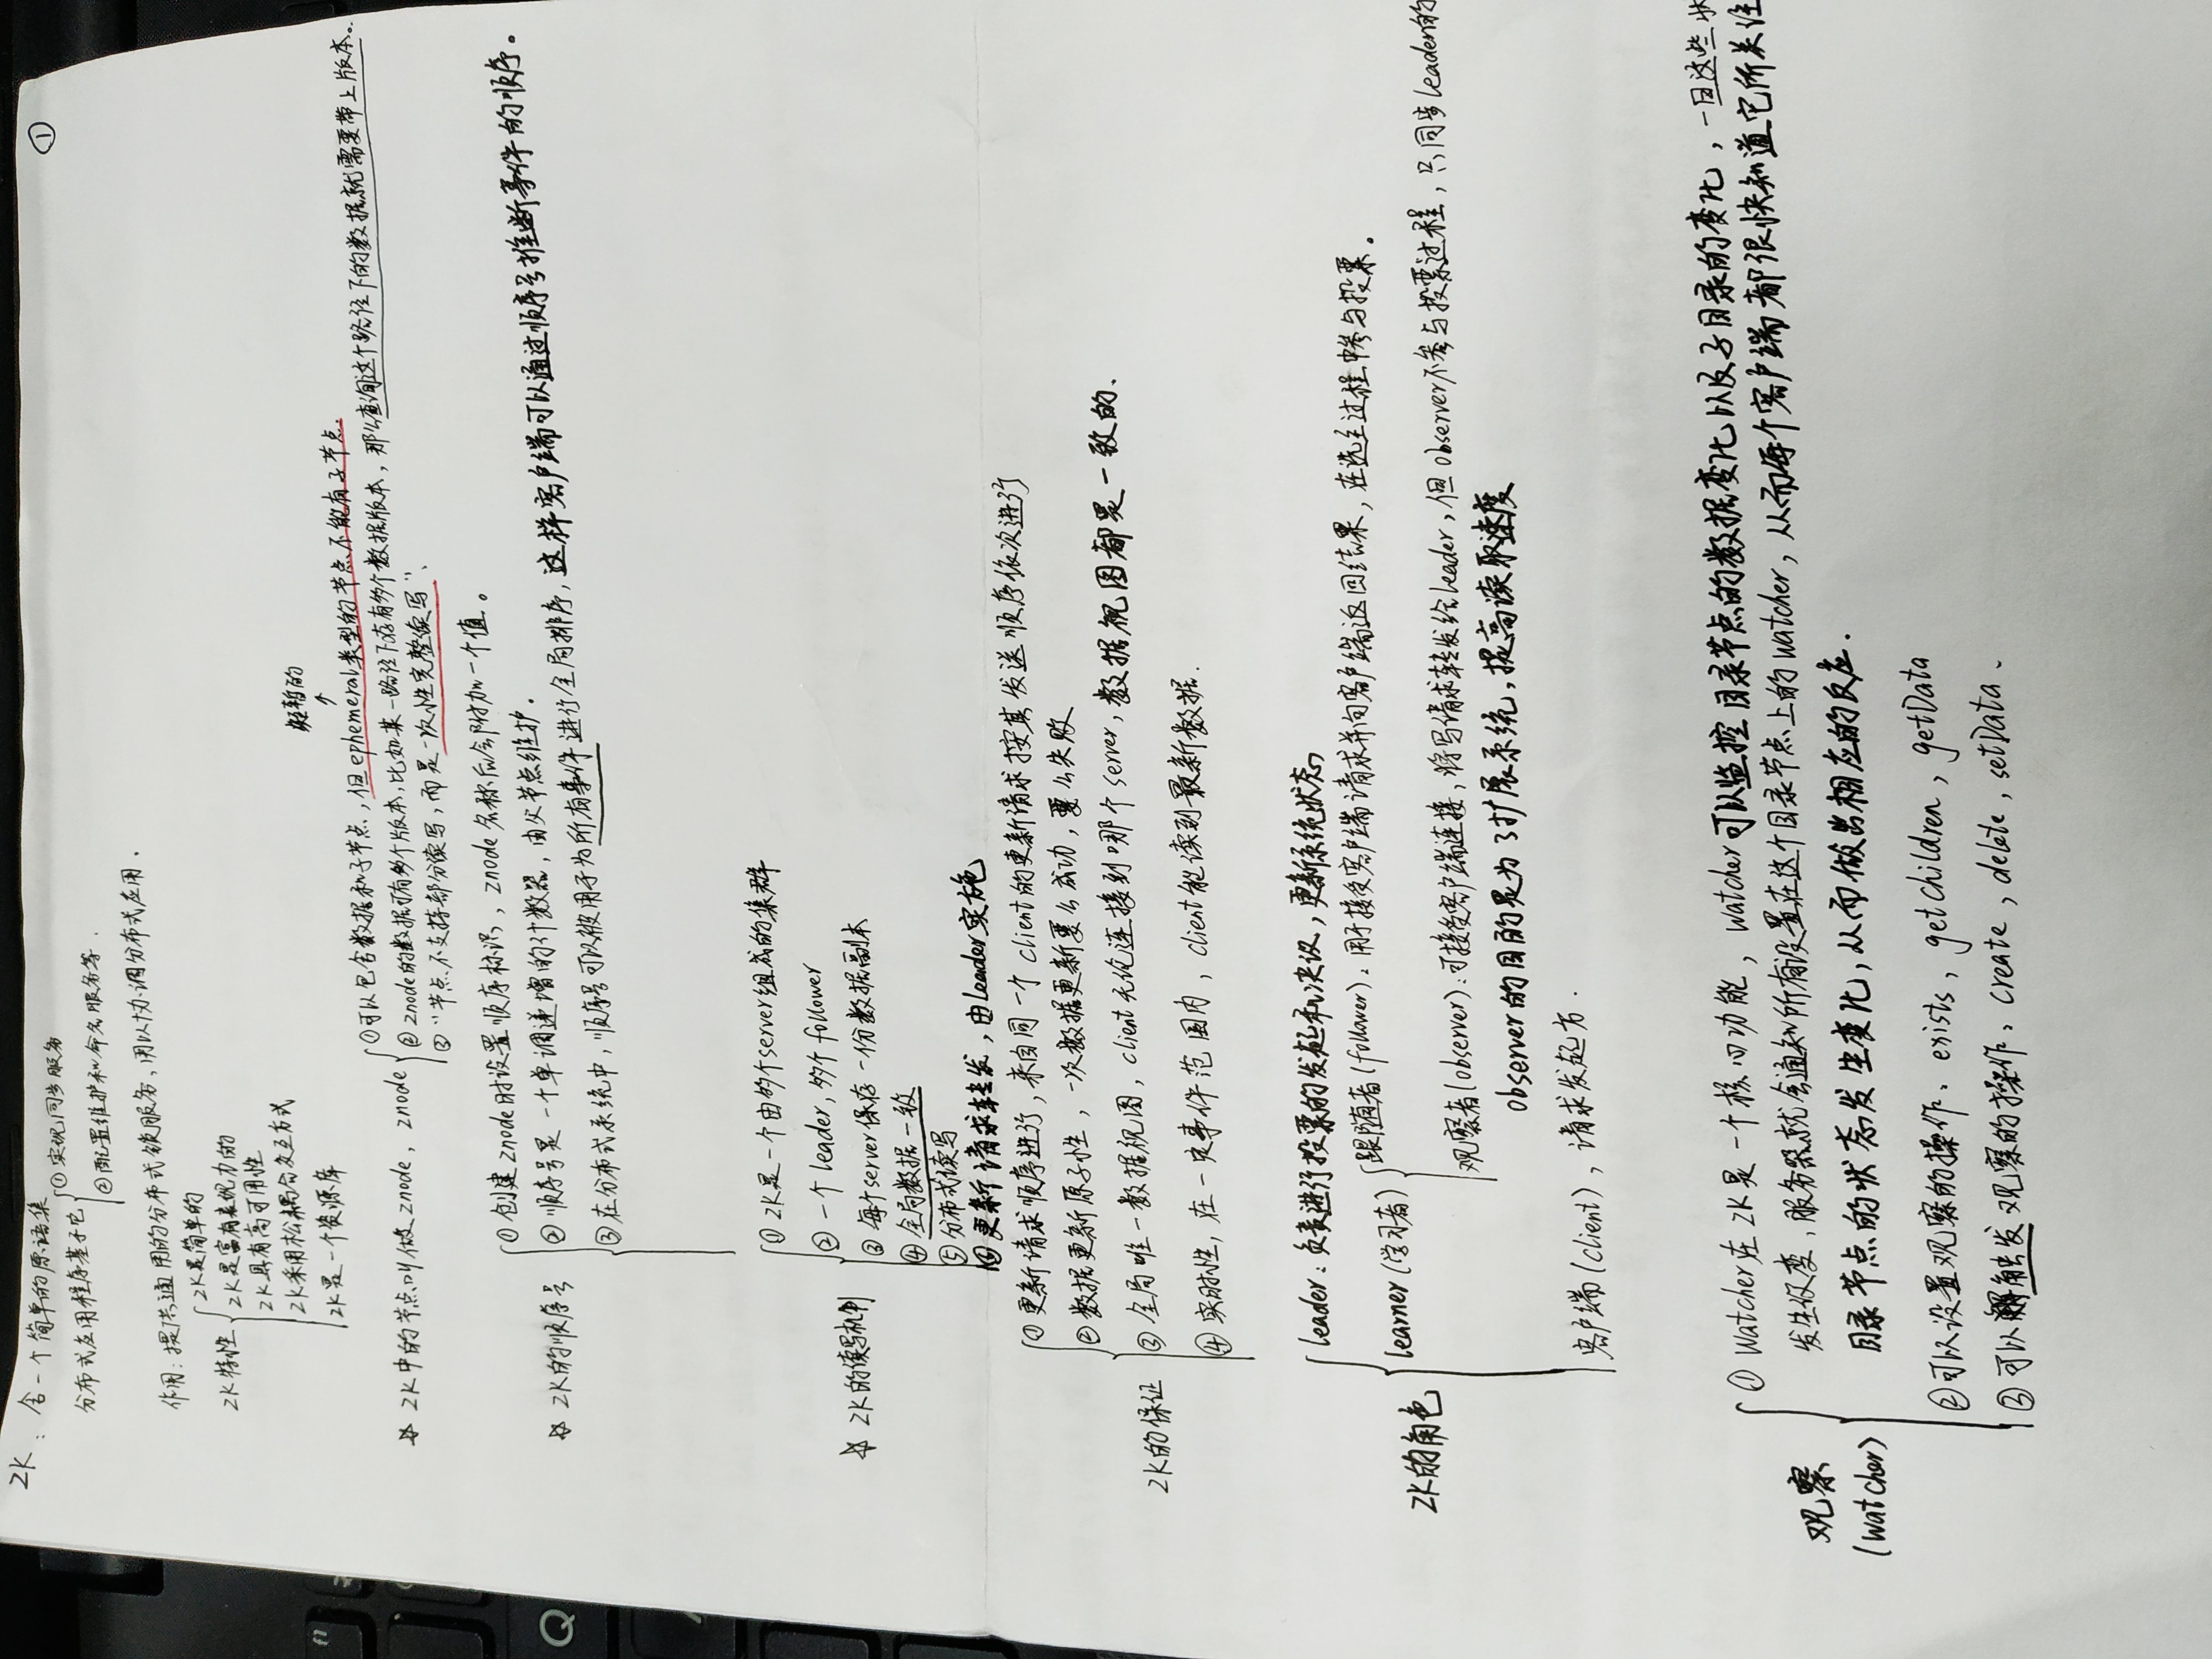 ①
ZK：含一个简单的原语集
分布式应用程序基于它
①实现同步服务
②配置维护和命名服务等.
作用：提供通用的分布式锁服务，用以协调分布式应用.
ZK特性
ZK是简单的
ZK是富有表现力的
ZK具有高可用性
ZK采用松耦合交互方式
ZK是一个资源库
短暂的
↑
☆ ZK中的节点叫做znode，znode
①可以包含数据和子节点，但ephemeral类型的节点不能有子节点.
②znode的数据可有多个版本，比如某一路径下存有多个数据版本，那么查询这个路径下的数据就需要带上版本.
③"节点不支持部分读写，而是一次性完整读写"
☆ ZK的顺序号
①创建znode时设置顺序标识，znode名称后会附加一个值。
②顺序号是一个单调递增的计数器，由父节点维护.
③在分布式系统中，顺序号可以被用于为所有事件进行全局排序，这样客户端可以通过顺序号推断事件的顺序。
☆ ZK的读写机制
①ZK是一个由多个server组成的集群
②一个leader，多个follower
③每个server保存一份数据副本
④全局数据一致
⑤分布式读写
⑥更新请求转发，由leader实施
ZK的保证
①更新请求顺序进行，来自同一个client的更新请求按其发送顺序依次进行
②数据更新原子性，一次数据更新要么成功，要么失败
③全局唯一数据视图，client无论连接到哪个server，数据视图都是一致的.
④实时性，在一定事件范围内，client能读到最新数据.
ZK的角色
leader：负责进行投票的发起和决议，更新系统状态
learner(学习者)
跟随者(follower)：用于接受客户端请求并向客户端返回结果，在选主过程中参与投票。
观察者(observer)：可接受客户端连接，将写请求转发给leader，但observer不参与投票过程，只同步leader的
observer的目的是为了扩展系统，提高读取速度
客户端(client)，请求发起方.
观察
(watcher)
①Watcher在ZK是一个核心功能，watcher可以监控目录节点的数据变化以及子目录的变化，一旦这些状
发生改变，服务器就会通知所有设置在这个目录节点上的watcher，从而每个客户端都很快知道它所关注
目录节点的状态发生变化，从而做出相应的反应.
②可以设置观察的操作：exists，getchildren，getData
③可以触发观察的操作：create，delete，setData、